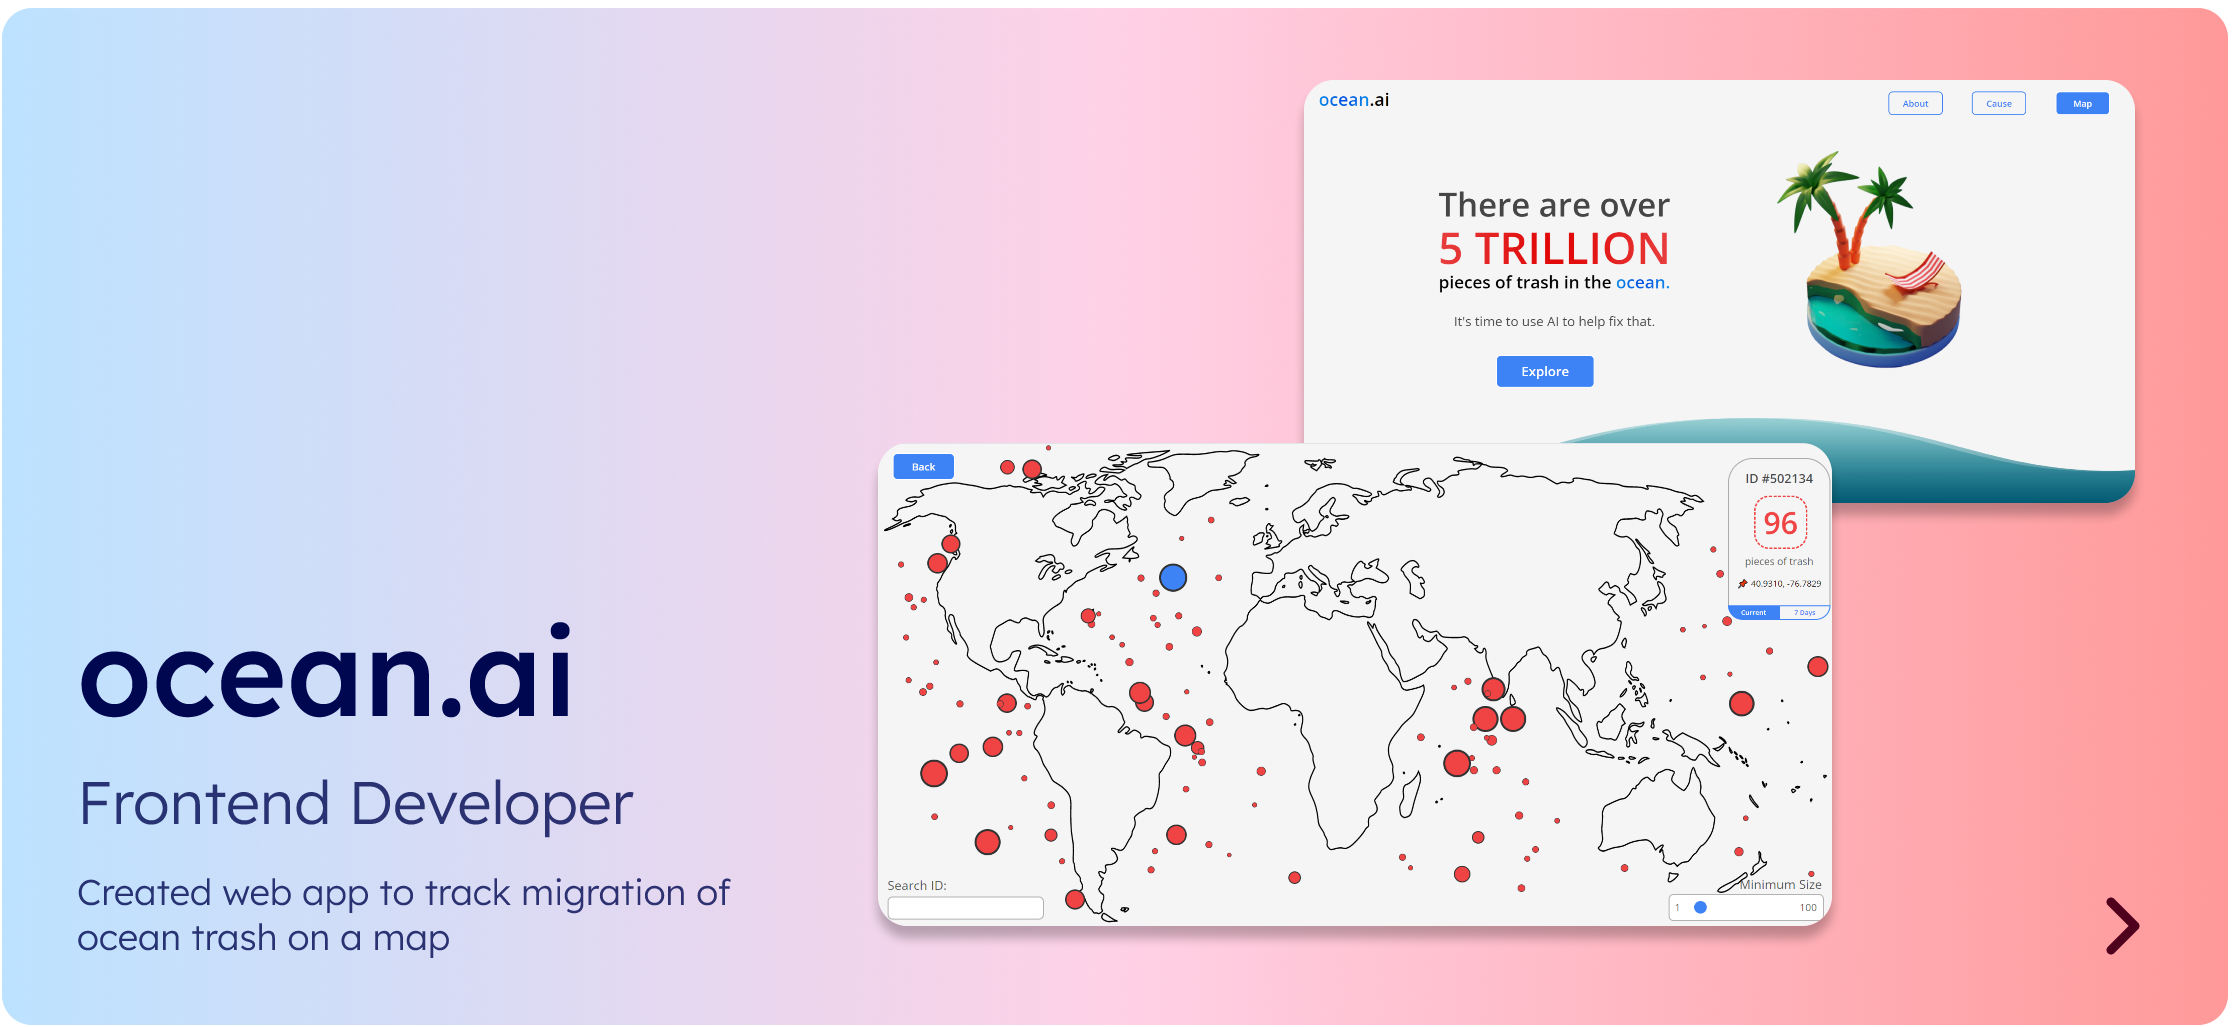 ocean.ai
Frontend Developer
Created web app to track migration of
ocean trash on a map
ocean.ai
About
Cause
Map
There are over
5 TRILLION
pieces of trash in the ocean.
It's time to use AI to help fix that.
Explore
Back
ID #502134
96
pieces of trash
40.9310, -76.7829
Current
7 Days
Search ID:
Minimum Size
1
100